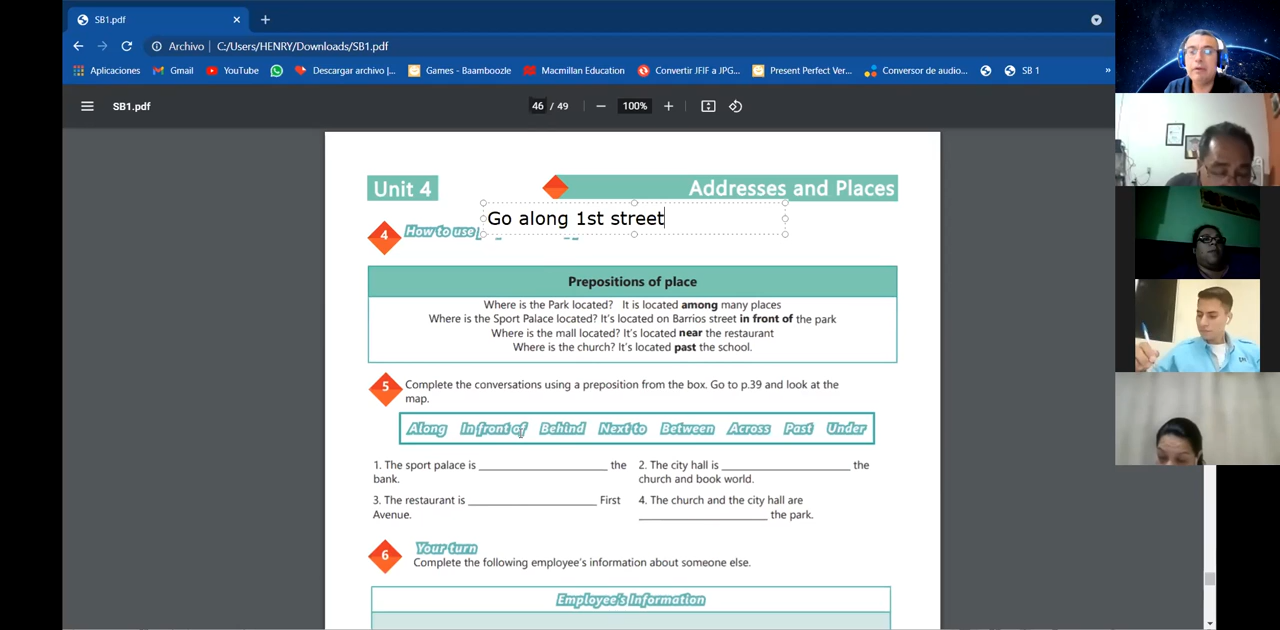 SB1.pdf
Archivo
C:/Users/HENRY/Downloads/SB1.pdf
Aplicaciones
Gmail
YouTube
Descargar archivo |...
Games - Baamboozle
Macmillan Education
Convertir JFIF a JPG...
Present Perfect Ver...
Conversor de audio...
SB 1
»
SB1.pdf
46 / 49
100%
Unit 4
Addresses and Places
Go along 1st street
4
How to use
Prepositions of place
Where is the Park located? It is located among many places
Where is the Sport Palace located? It's located on Barrios street in front of the park
Where is the mall located? It's located near the restaurant
Where is the church? It's located past the school.
5
Complete the conversations using a preposition from the box. Go to p.39 and look at the
map.
Along In front of Behind Next to Between Across Past Under
1. The sport palace is ____________________ the
bank.
2. The city hall is ____________________ the
church and book world.
3. The restaurant is ____________________ First
Avenue.
4. The church and the city hall are
____________________ the park.
6
Your turn
Complete the following employee's information about someone else.
Employee's Information